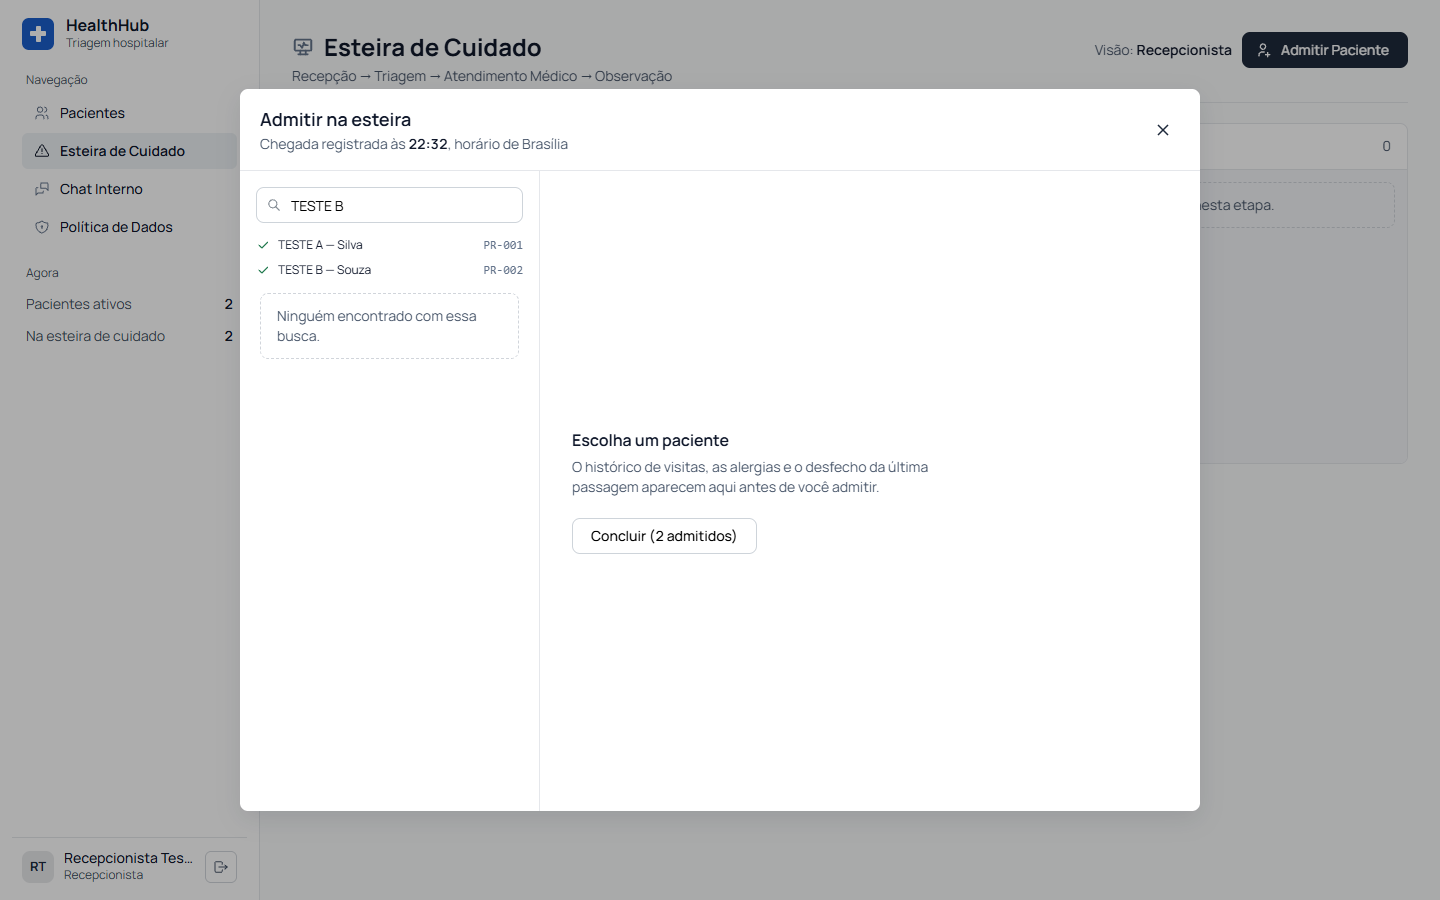 HealthHub
Triagem hospitalar
Navegação
Pacientes
Esteira de Cuidado
Chat Interno
Política de Dados
Agora
Pacientes ativos 2
Na esteira de cuidado 2
RT
Recepcionista Tes...
Recepcionista
Esteira de Cuidado
Recepção → Triagem → Atendimento Médico → Observação
Visão: Recepcionista
Admitir Paciente
0
nesta etapa.
Admitir na esteira
Chegada registrada às 22:32, horário de Brasília
TESTE B
TESTE A — Silva PR-001
TESTE B — Souza PR-002
Ninguém encontrado com essa
busca.
Escolha um paciente
O histórico de visitas, as alergias e o desfecho da última
passagem aparecem aqui antes de você admitir.
Concluir (2 admitidos)